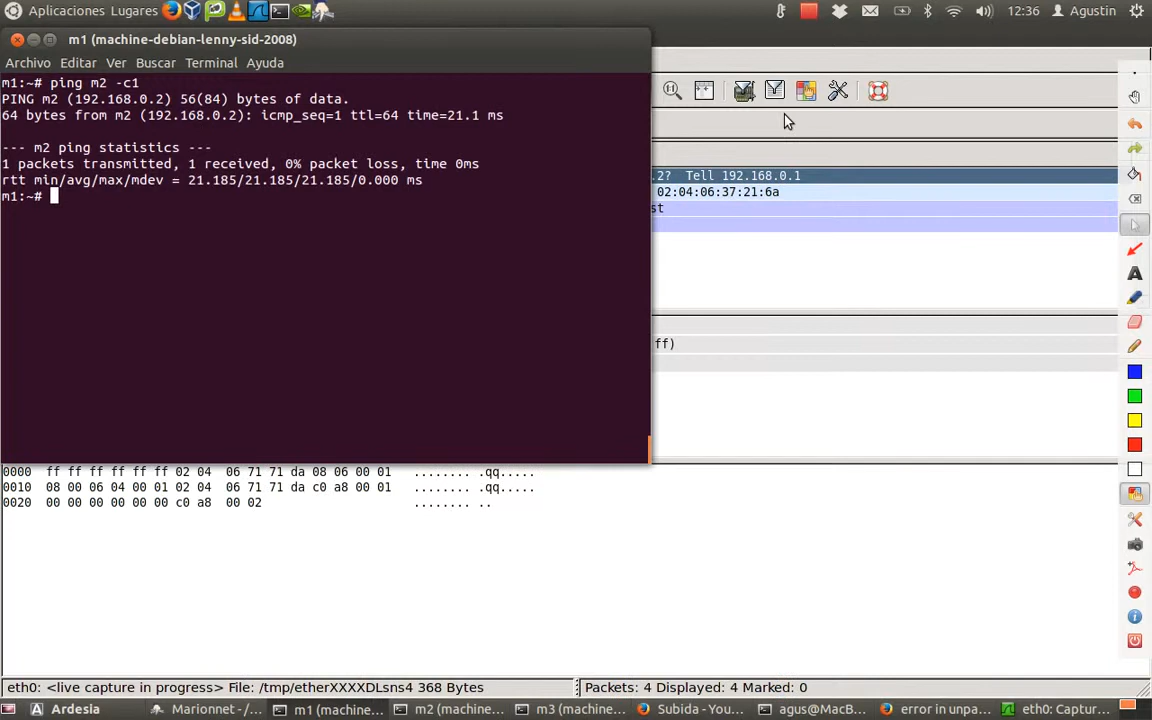 Aplicaciones Lugares 12:36 Agustin
m1 (machine-debian-lenny-sid-2008)
Archivo Editar Ver Buscar Terminal Ayuda
m1:~# ping m2 -c1
PING m2 (192.168.0.2) 56(84) bytes of data.
64 bytes from m2 (192.168.0.2): icmp_seq=1 ttl=64 time=21.1 ms
--- m2 ping statistics ---
1 packets transmitted, 1 received, 0% packet loss, time 0ms
rtt min/avg/max/mdev = 21.185/21.185/21.185/0.000 ms
m1:~#
.2? Tell 192.168.0.1
02:04:06:37:21:6a
st
ff)
0000 ff ff ff ff ff ff 02 04 06 71 71 da 08 06 00 01 ........ .qq.....
0010 08 00 06 04 00 01 02 04 06 71 71 da c0 a8 00 01 ........ .qq.....
0020 00 00 00 00 00 00 c0 a8 00 02 ........ ..
eth0: <live capture in progress> File: /tmp/etherXXXXDLsns4 368 Bytes Packets: 4 Displayed: 4 Marked: 0
Ardesia Marionnet -... m1 (machine... m2 (machine... m3 (machine... Subida - You... agus@MacB... error in unpa... eth0: Captur...